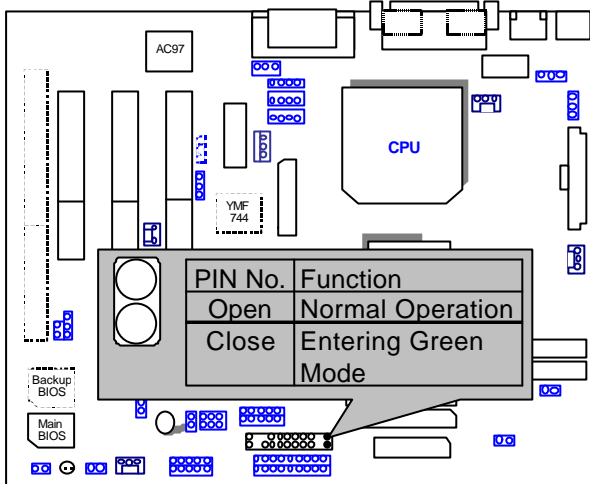 AC97
CPU
YMF
744
PIN No. Function
Open Normal Operation
Close Entering Green
Mode
Backup
BIOS
Main
BIOS